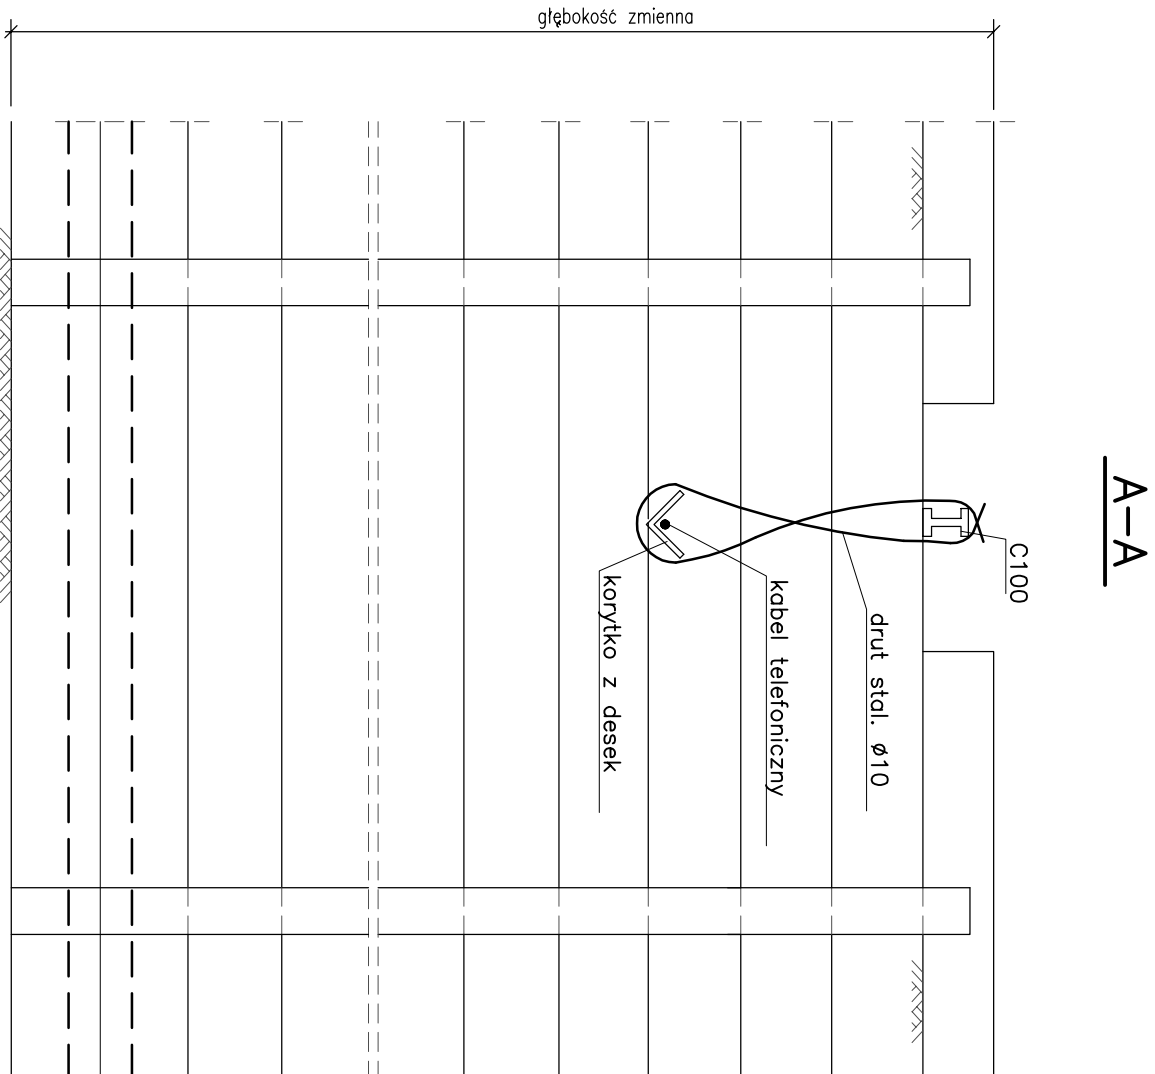 głębokość zmienna
A-A
C100
drut stal. ø10
kabel telefoniczny
korytko z desek